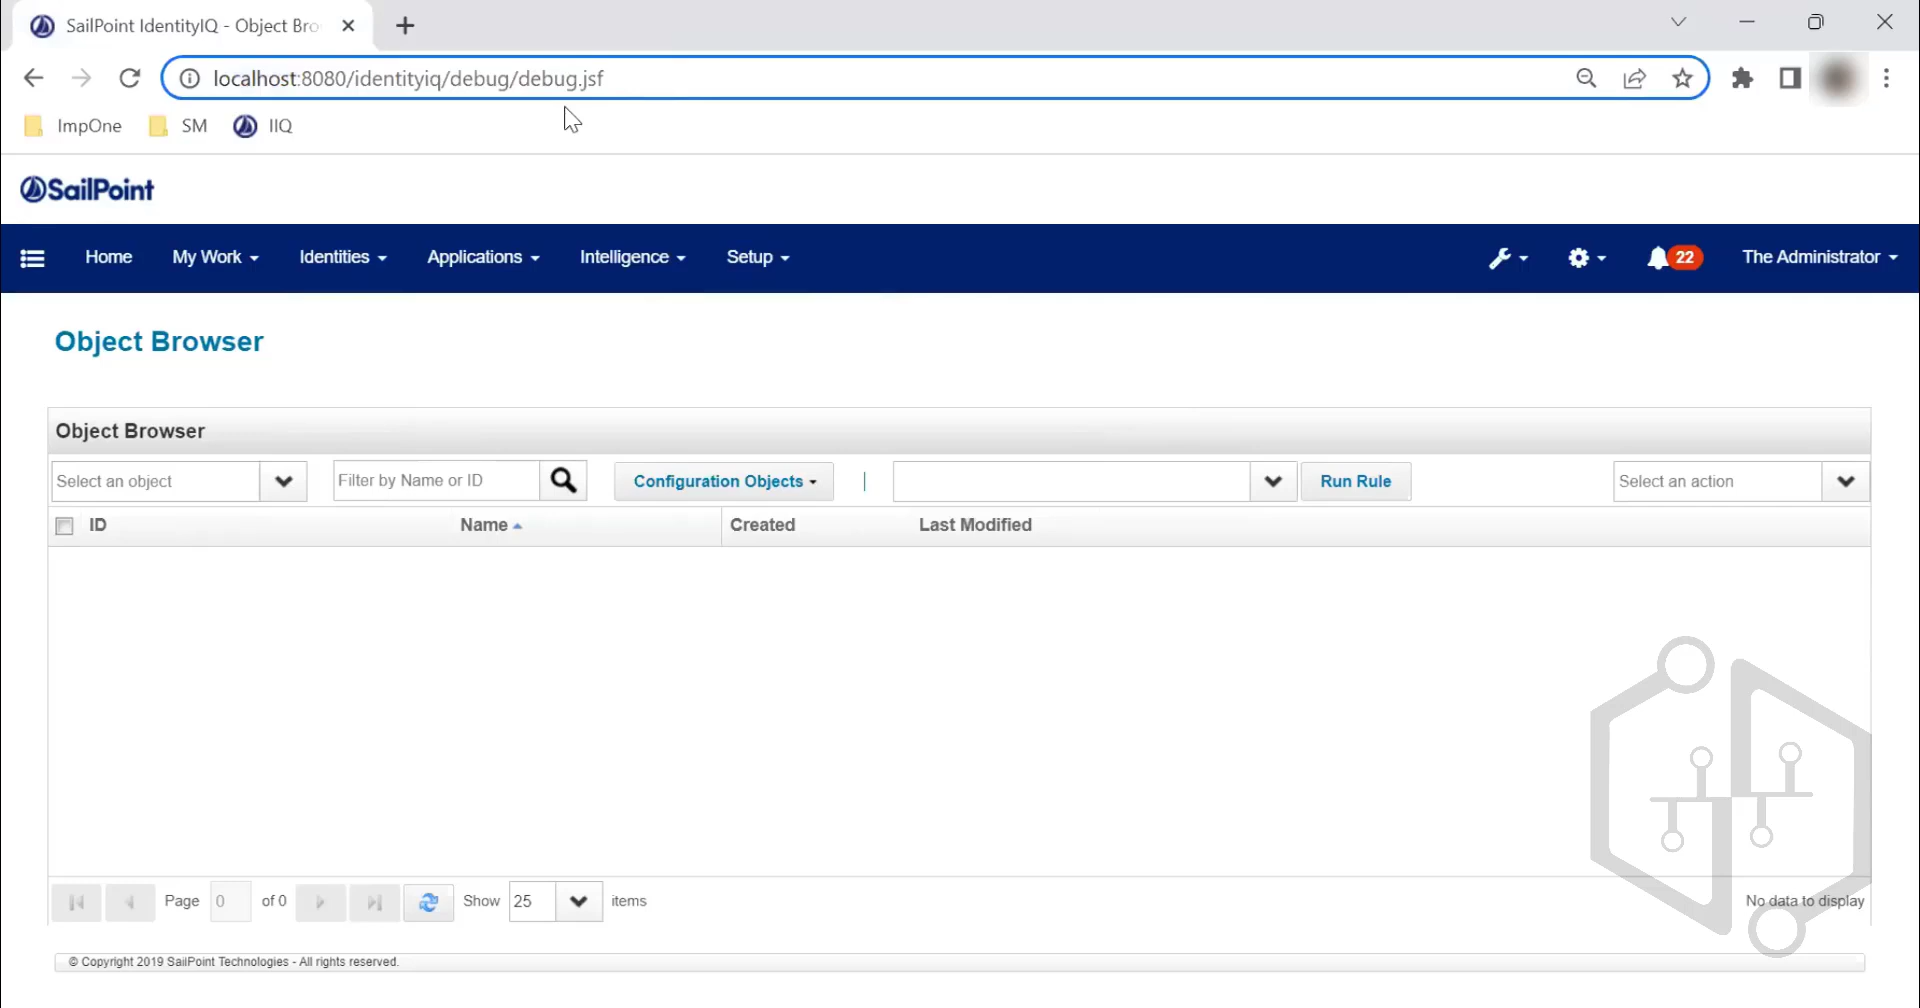 SailPoint IdentityIQ - Object Bro
localhost:8080/identityiq/debug/debug.jsf
ImpOne SM IIQ
SailPoint
Home My Work Identities Applications Intelligence Setup 22 The Administrator
Object Browser
Object Browser
Select an object Filter by Name or ID Configuration Objects | Run Rule Select an action
ID Name Created Last Modified
Page 0 of 0 Show 25 items No data to display
© Copyright 2019 SailPoint Technologies - All rights reserved.